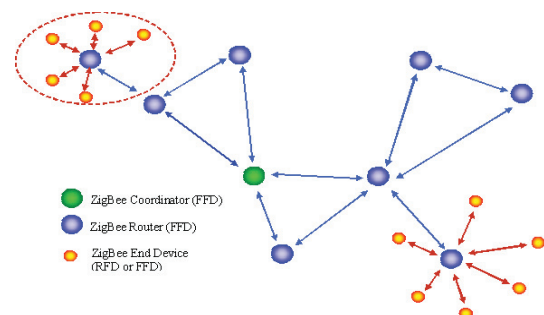 ZigBee Coordinator (FFD)
ZigBee Router (FFD)
ZigBee End Device
(RFD or FFD)